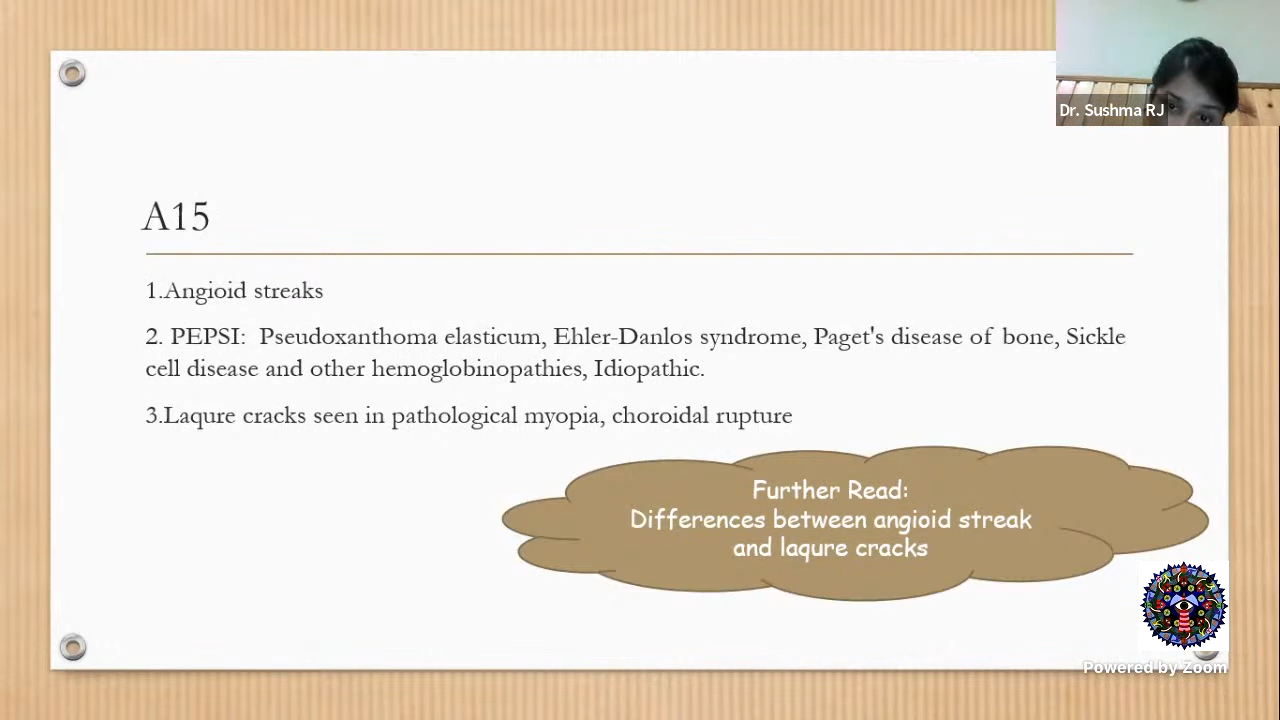 Dr. Sushma RJ
A15
1.Angioid streaks
2. PEPSI:  Pseudoxanthoma elasticum, Ehler-Danlos syndrome, Paget's disease of bone, Sickle
cell disease and other hemoglobinopathies, Idiopathic.
3.Laqure cracks seen in pathological myopia, choroidal rupture
Further Read:
Differences between angioid streak
and laqure cracks
Powered by Zoom